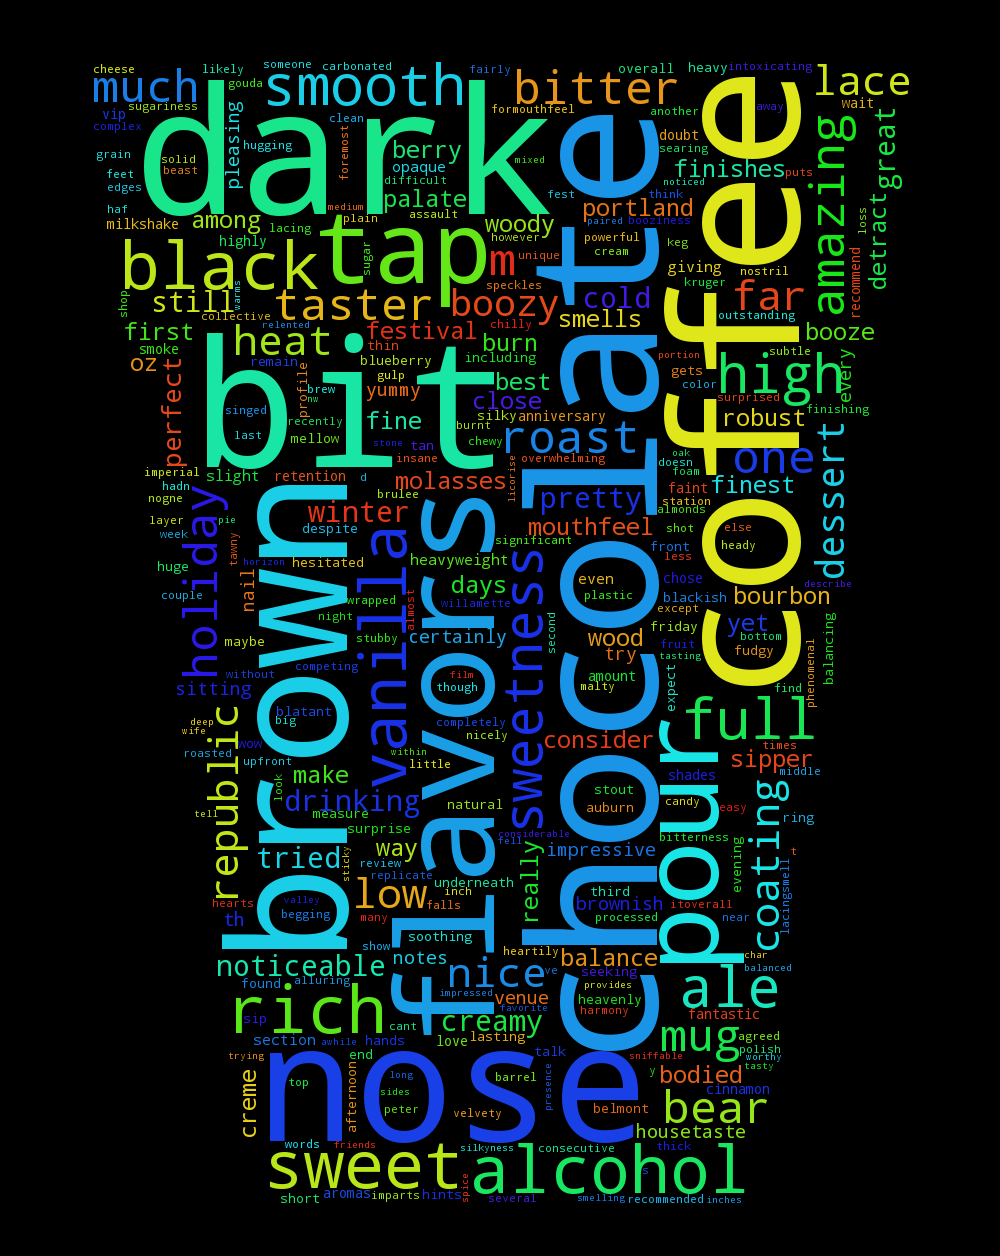 cheese
likely
someone
carbonated
fairly
overall
heavy
intoxicating
much
gouda
smooth
bitter
lace
sugariness
vip
complex
pleasing
clean
formouthfeel
another
away
wait
dark
hugging
foremost
berry
opaque
difficult
mixed
doubt
searing
finishes
noticed
puts
amazing
great
detract
grain
feet
edges
solid
beast
haf
milkshake
among
lacing
medium
plain
palate
assault
fest
think
portland
paired
booziness
loss
highly
sugar
tap
woody
however
m
unique
powerful
cream
keg
giving
kruger
nostril
recommend
black
shop
still
warms
collective
taster
speckles
boozy
cold
smells
far
outstanding
booze
first
smoke
relented
heat
festival
thin
chilly
burn
including
portion
subtle
every
oz
remain
blueberry
gulp
best
gets
color
high
perfect
profile
brew
nw
yummy
close
surprised
finishing
bit
singed
last
recently
mellow
fine
silky
anniversary
burnt
chewy
tan
stone
insane
roast
overwhelming
robust
one
oak
doesn
foam
faint
station
finest
dessert
imperial
hadn
nogne
slight
retention
d
brulee
molasses
licorise
pretty
almonds
coffee
chocolate
layer
week
pie
holiday
tawny
winter
despite
significant
mouthfeel
front
shot
less
else
heady
huge
couple
horizon
hesitated
nail
heavyweight
days
even
plastic
chose
blackish
except
bourbon
describe
wrapped
night
stubby
almost
willamette
certainly
second
wood
try
friday
fruit
tasting
yet
bottom
fudgy
balancing
phenomenal
maybe
without
competing
vanilla
film
though
sweetness
amount
malty
expect
find
sitting
brown
flavors
deep
wife
roasted
wow
blatant
big
upfront
completely
nicely
within
little
consider
full
times
sipper
middle
republic
look
make
drinking
measure
surprise
natural
considerable
fell
stout
auburn
shades
candy
easy
ring
tell
tried
sticky
way
review
replicate
underneath
inch
really
impressive
bitterness
evening
t
coating
lacingsmell
hearts
valley
th
begging
low
many
falls
third
brownish
processed
itoverall
near
pour
show
soothing
heartily
noticeable
notes
nice
ve
balance
seeking
char
balanced
found
alluring
impressed
provides
heavenly
harmony
ale
rich
sip
cant
creamy
venue
favorite
fantastic
section
awhile
hands
love
lasting
mug
agreed
polish
worthy
tasty
trying
end
talk
sniffable
y
bodied
creme
top
afternoon
long
sides
peter
nose
barrel
velvety
presence
belmont
cinnamon
bear
housetaste
words
friends
silkyness
consecutive
thick
sweet
spice
alcohol
s
short
aromas
imparts
hints
several
smelling
recommended
inches